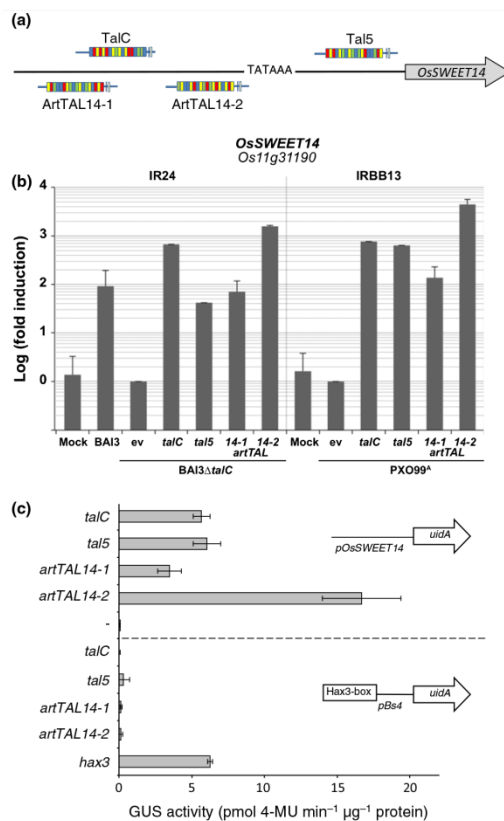 (a)
TalC
Tal5
TATAAA
OsSWEET14
ArtTAL14-1
ArtTAL14-2
OsSWEET14
Os11g31190
(b)
IR24
IRBB13
Log (fold induction)
4
3
2
1
0
Mock BAI3 ev talC tal5 14-1 14-2 Mock ev talC tal5 14-1 14-2
artTAL artTAL
BAI3ΔtalC PXO99ᴬ
(c)
talC
tal5
artTAL14-1
artTAL14-2
-
talC
tal5
artTAL14-1
artTAL14-2
hax3
uidA
pOsSWEET14
Hax3-box
uidA
pBs4
0 5 10 15 20
GUS activity (pmol 4-MU min⁻¹ µg⁻¹ protein)